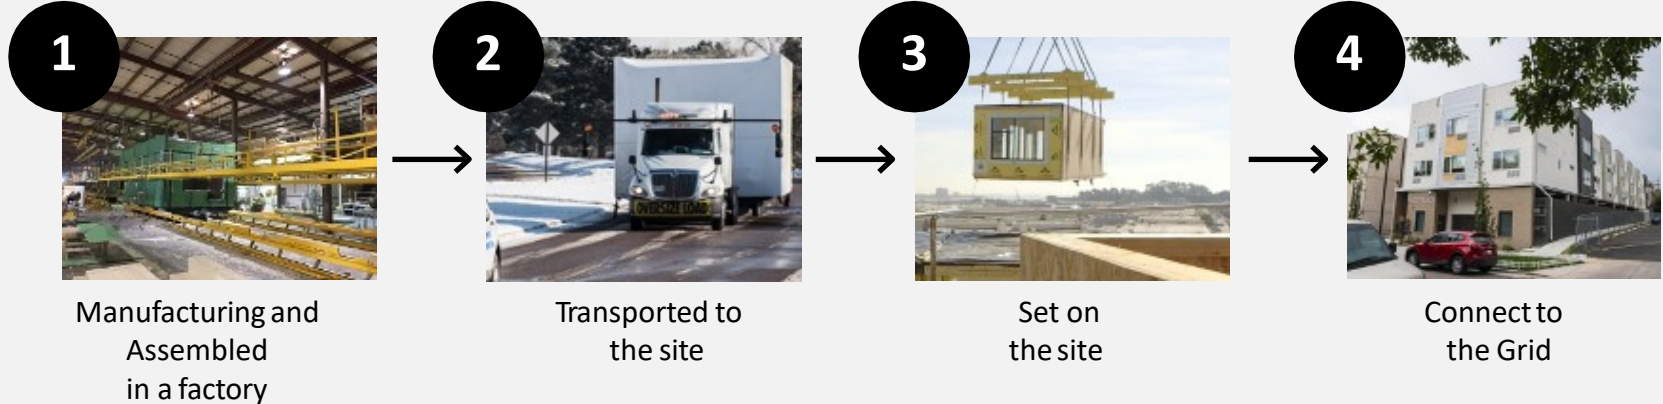 1
2
3
4
OVERSIZE LOAD
Manufacturing and
Assembled
in a factory
Transported to
the site
Set on
the site
Connect to
the Grid